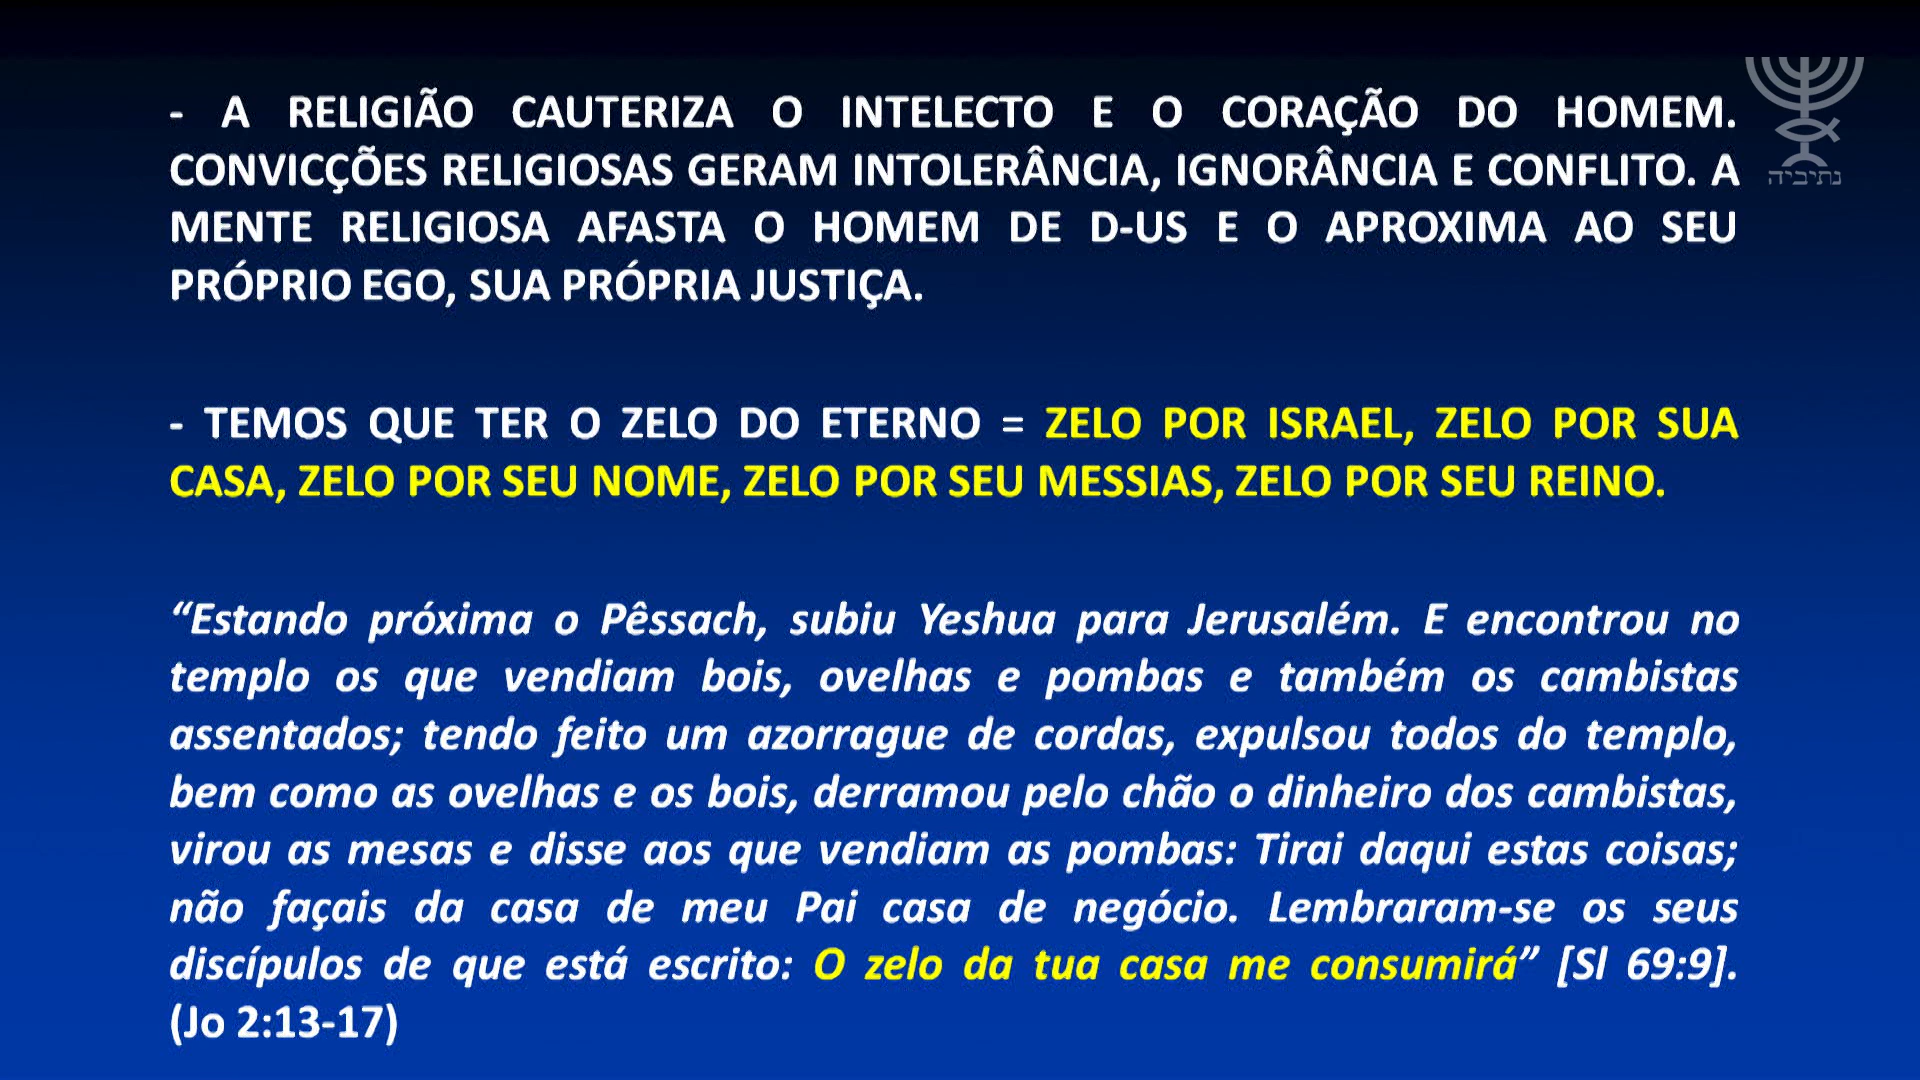 - A RELIGIÃO CAUTERIZA O INTELECTO E O CORAÇÃO DO HOMEM.
CONVICÇÕES RELIGIOSAS GERAM INTOLERÂNCIA, IGNORÂNCIA E CONFLITO. A
MENTE RELIGIOSA AFASTA O HOMEM DE D-US E O APROXIMA AO SEU
PRÓPRIO EGO, SUA PRÓPRIA JUSTIÇA.
- TEMOS QUE TER O ZELO DO ETERNO = ZELO POR ISRAEL, ZELO POR SUA
CASA, ZELO POR SEU NOME, ZELO POR SEU MESSIAS, ZELO POR SEU REINO.
“Estando próxima o Pêssach, subiu Yeshua para Jerusalém. E encontrou no
templo os que vendiam bois, ovelhas e pombas e também os cambistas
assentados; tendo feito um azorrague de cordas, expulsou todos do templo,
bem como as ovelhas e os bois, derramou pelo chão o dinheiro dos cambistas,
virou as mesas e disse aos que vendiam as pombas: Tirai daqui estas coisas;
não façais da casa de meu Pai casa de negócio. Lembraram-se os seus
discípulos de que está escrito: O zelo da tua casa me consumirá” [Sl 69:9].
(Jo 2:13-17)
נתיביה